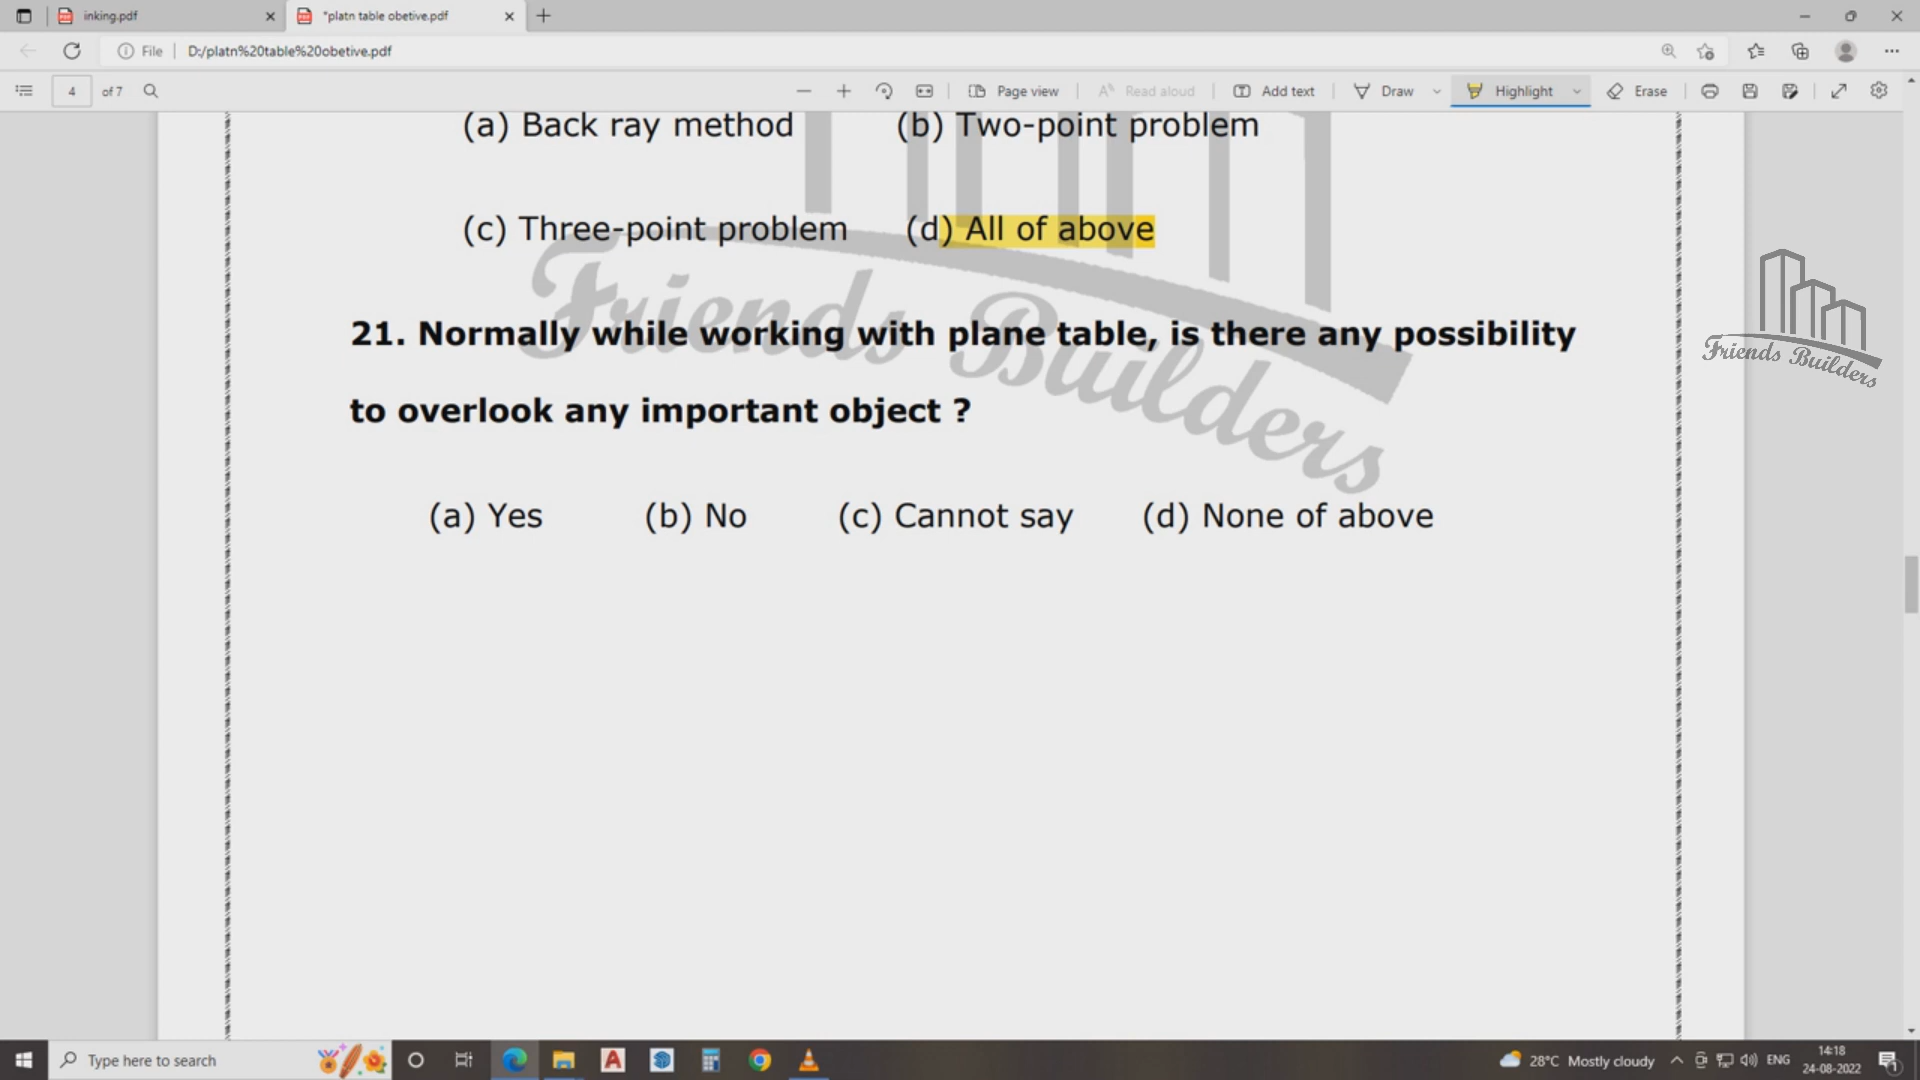 inking.pdf
*platn table obetive.pdf
File
D:/platn%20table%20obetive.pdf
4 of 7
Page view
Read aloud
Add text
Draw
Highlight
Erase
(a) Back ray method (b) Two-point problem
(c) Three-point problem (d) All of above
Friends Builders
21. Normally while working with plane table, is there any possibility
to overlook any important object ?
(a) Yes (b) No (c) Cannot say (d) None of above
Friends Builders
Type here to search
28°C Mostly cloudy
ENG
14:18
24-08-2022
1